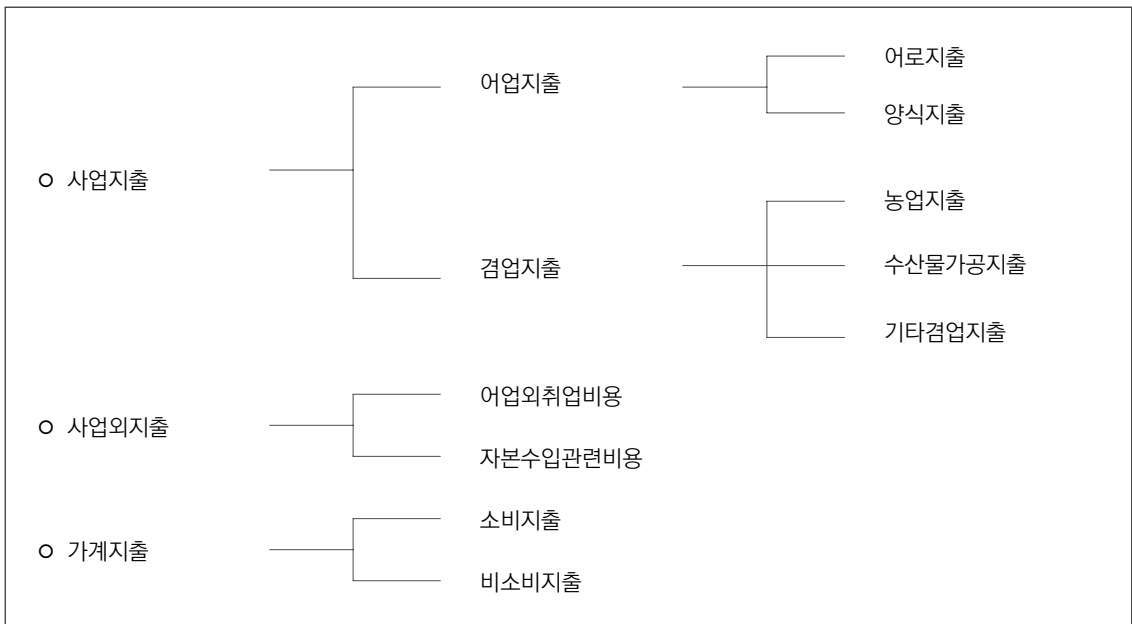 어로지출
어업지출
양식지출
○ 사업지출
농업지출
겸업지출
수산물가공지출
기타겸업지출
어업외취업비용
○ 사업외지출
자본수입관련비용
소비지출
○ 가계지출
비소비지출